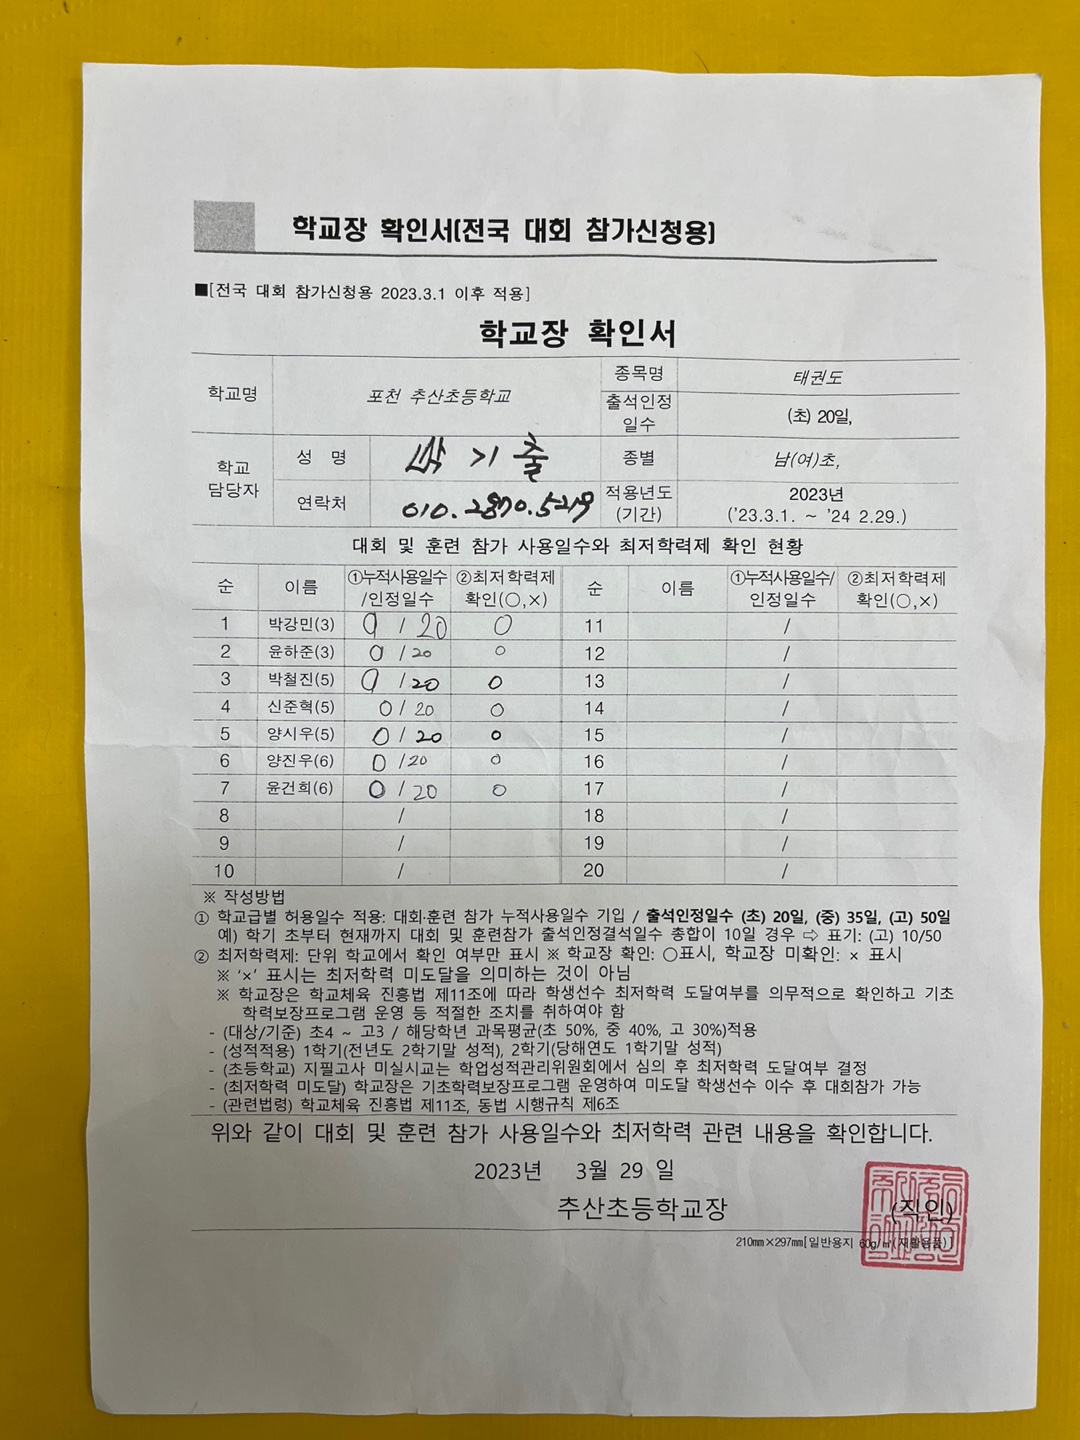 학교장 확인서(전국 대회 참가신청용)
■[전국 대회 참가신청용 2023.3.1 이후 적용]
학교장 확인서
학교명 포천 추산초등학교 종목명 태권도
출석인정 일수 (초) 20일,
학교 담당자 성 명 기출 종별 남(여)초,
연락처 010.2870.5219 적용년도 (기간) 2023년 ('23.3.1. ~ '24 2.29.)
대회 및 훈련 참가 사용일수와 최저학력제 확인 현황
순 이름 ①누적사용일수/인정일수 ②최저학력제 확인(○,×) 순 이름 ①누적사용일수/인정일수 ②최저학력제 확인(○,×)
1 박강민(3) 0 / 20 ○ 11 /
2 윤하준(3) 0 / 20 ○ 12 /
3 박철진(5) 0 / 20 ○ 13 /
4 신준혁(5) 0 / 20 ○ 14 /
5 양시우(5) 0 / 20 ○ 15 /
6 양진우(6) 0 / 20 ○ 16 /
7 윤건희(6) 0 / 20 ○ 17 /
8 / 18 /
9 / 19 /
10 / 20 /
※ 작성방법
① 학교급별 허용일수 적용: 대회·훈련 참가 누적사용일수 기입 / 출석인정일수 (초) 20일, (중) 35일, (고) 50일
예) 학기 초부터 현재까지 대회 및 훈련참가 출석인정결석일수 총합이 10일 경우 ⇨ 표기: (고) 10/50
② 최저학력제: 단위 학교에서 확인 여부만 표시 ※ 학교장 확인: ○표시, 학교장 미확인: × 표시
※ '×' 표시는 최저학력 미도달을 의미하는 것이 아님
※ 학교장은 학교체육 진흥법 제11조에 따라 학생선수 최저학력 도달여부를 의무적으로 확인하고 기초
학력보장프로그램 운영 등 적절한 조치를 취하여야 함
- (대상/기준) 초4 ~ 고3 / 해당학년 과목평균(초 50%, 중 40%, 고 30%)적용
- (성적적용) 1학기(전년도 2학기말 성적), 2학기(당해연도 1학기말 성적)
- (초등학교) 지필고사 미실시교는 학업성적관리위원회에서 심의 후 최저학력 도달여부 결정
- (최저학력 미도달) 학교장은 기초학력보장프로그램 운영하여 미도달 학생선수 이수 후 대회참가 가능
- (관련법령) 학교체육 진흥법 제11조, 동법 시행규칙 제6조
위와 같이 대회 및 훈련 참가 사용일수와 최저학력 관련 내용을 확인합니다.
2023년 3월 29 일
추산초등학교장 (직인)
210㎜×297㎜[일반용지 60g/㎡(재활용품)]